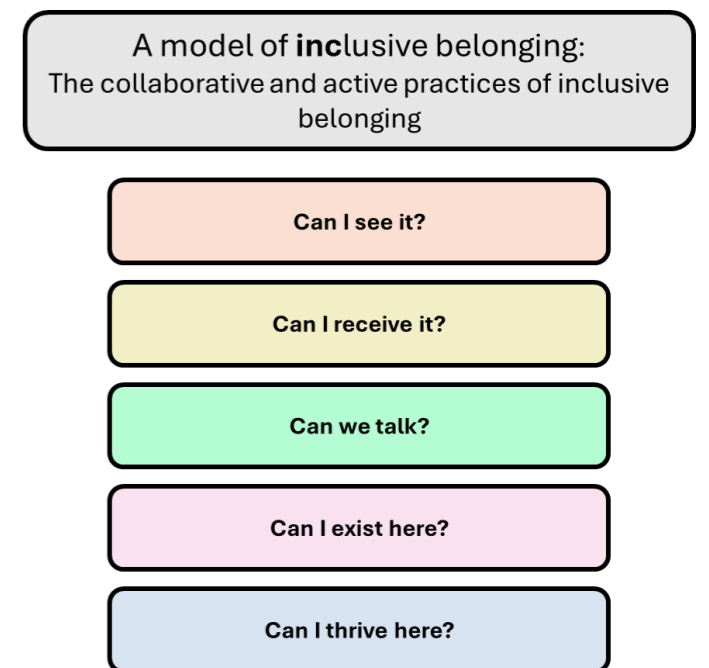 A model of inclusive belonging:
The collaborative and active practices of inclusive
belonging
Can I see it?
Can I receive it?
Can we talk?
Can I exist here?
Can I thrive here?